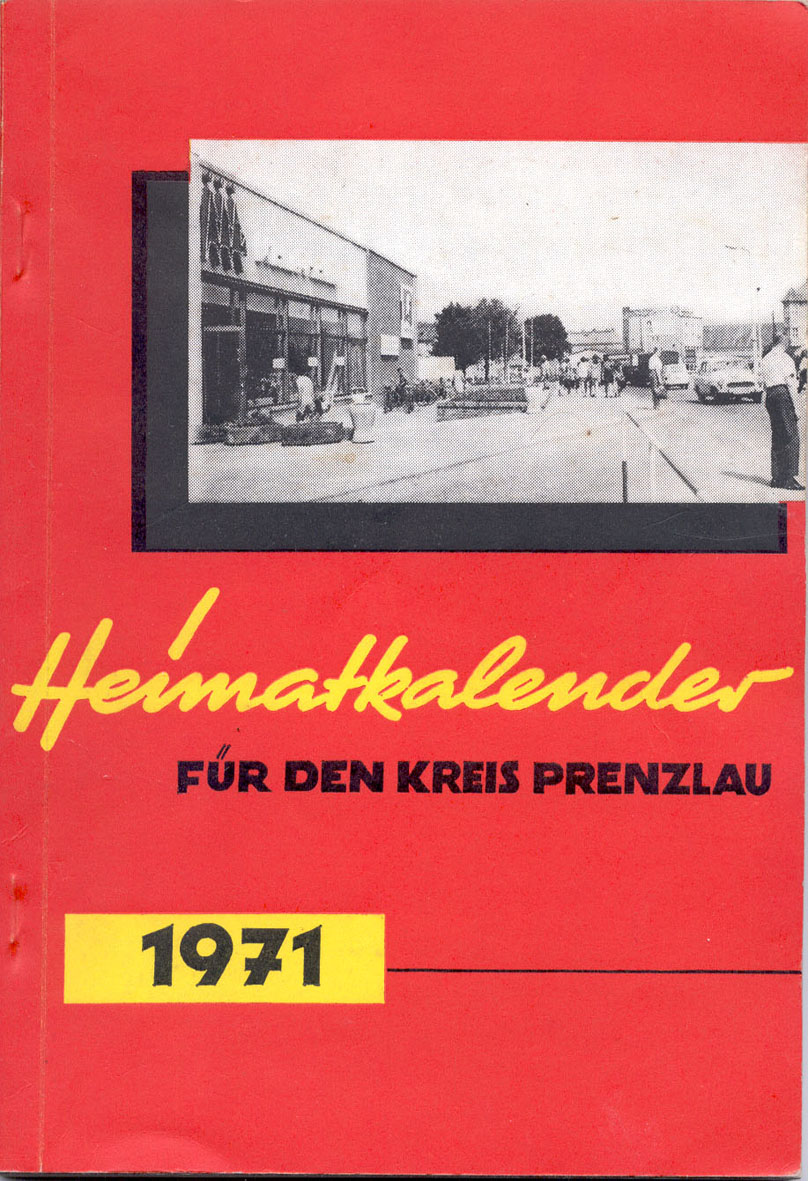 Heimatkalender
FÜR DEN KREIS PRENZLAU
1971